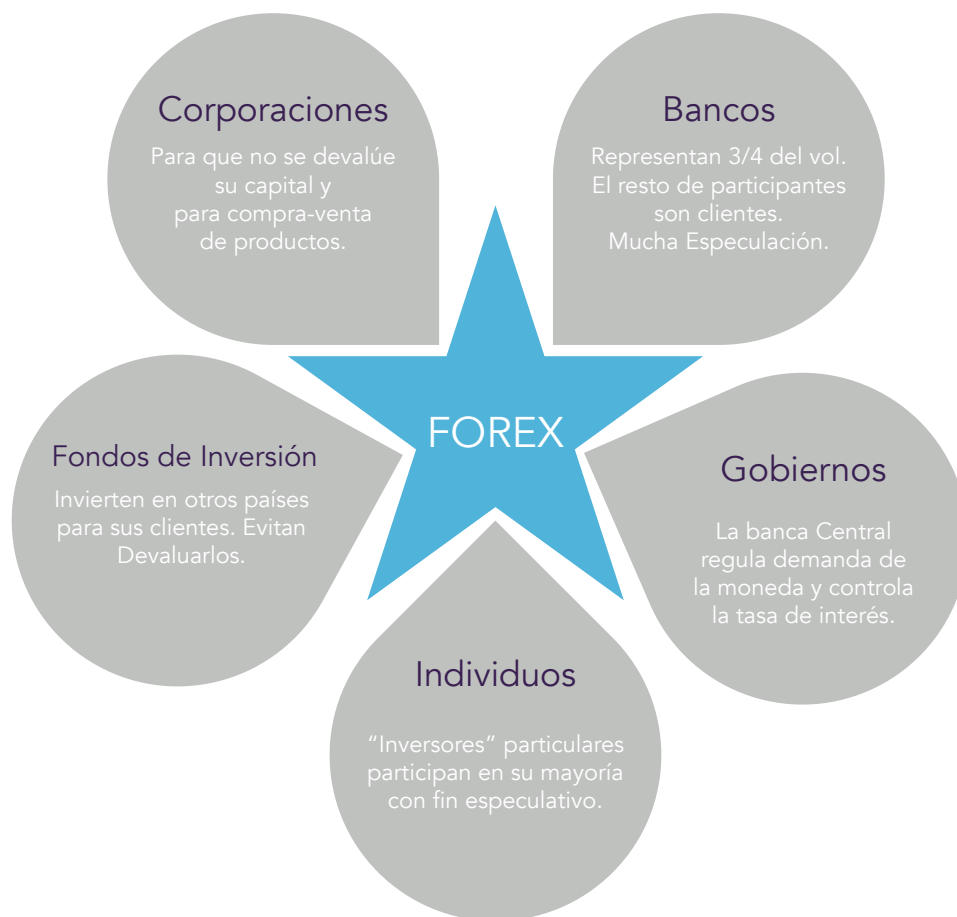 Corporaciones
Para que no se devalúe
su capital y
para compra-venta
de productos.
Bancos
Representan 3/4 del vol.
El resto de participantes
son clientes.
Mucha Especulación.
FOREX
Fondos de Inversión
Invierten en otros países
para sus clientes. Evitan
Devaluarlos.
Gobiernos
La banca Central
regula demanda de
la moneda y controla
la tasa de interés.
Individuos
“Inversores” particulares
participan en su mayoría
con fin especulativo.